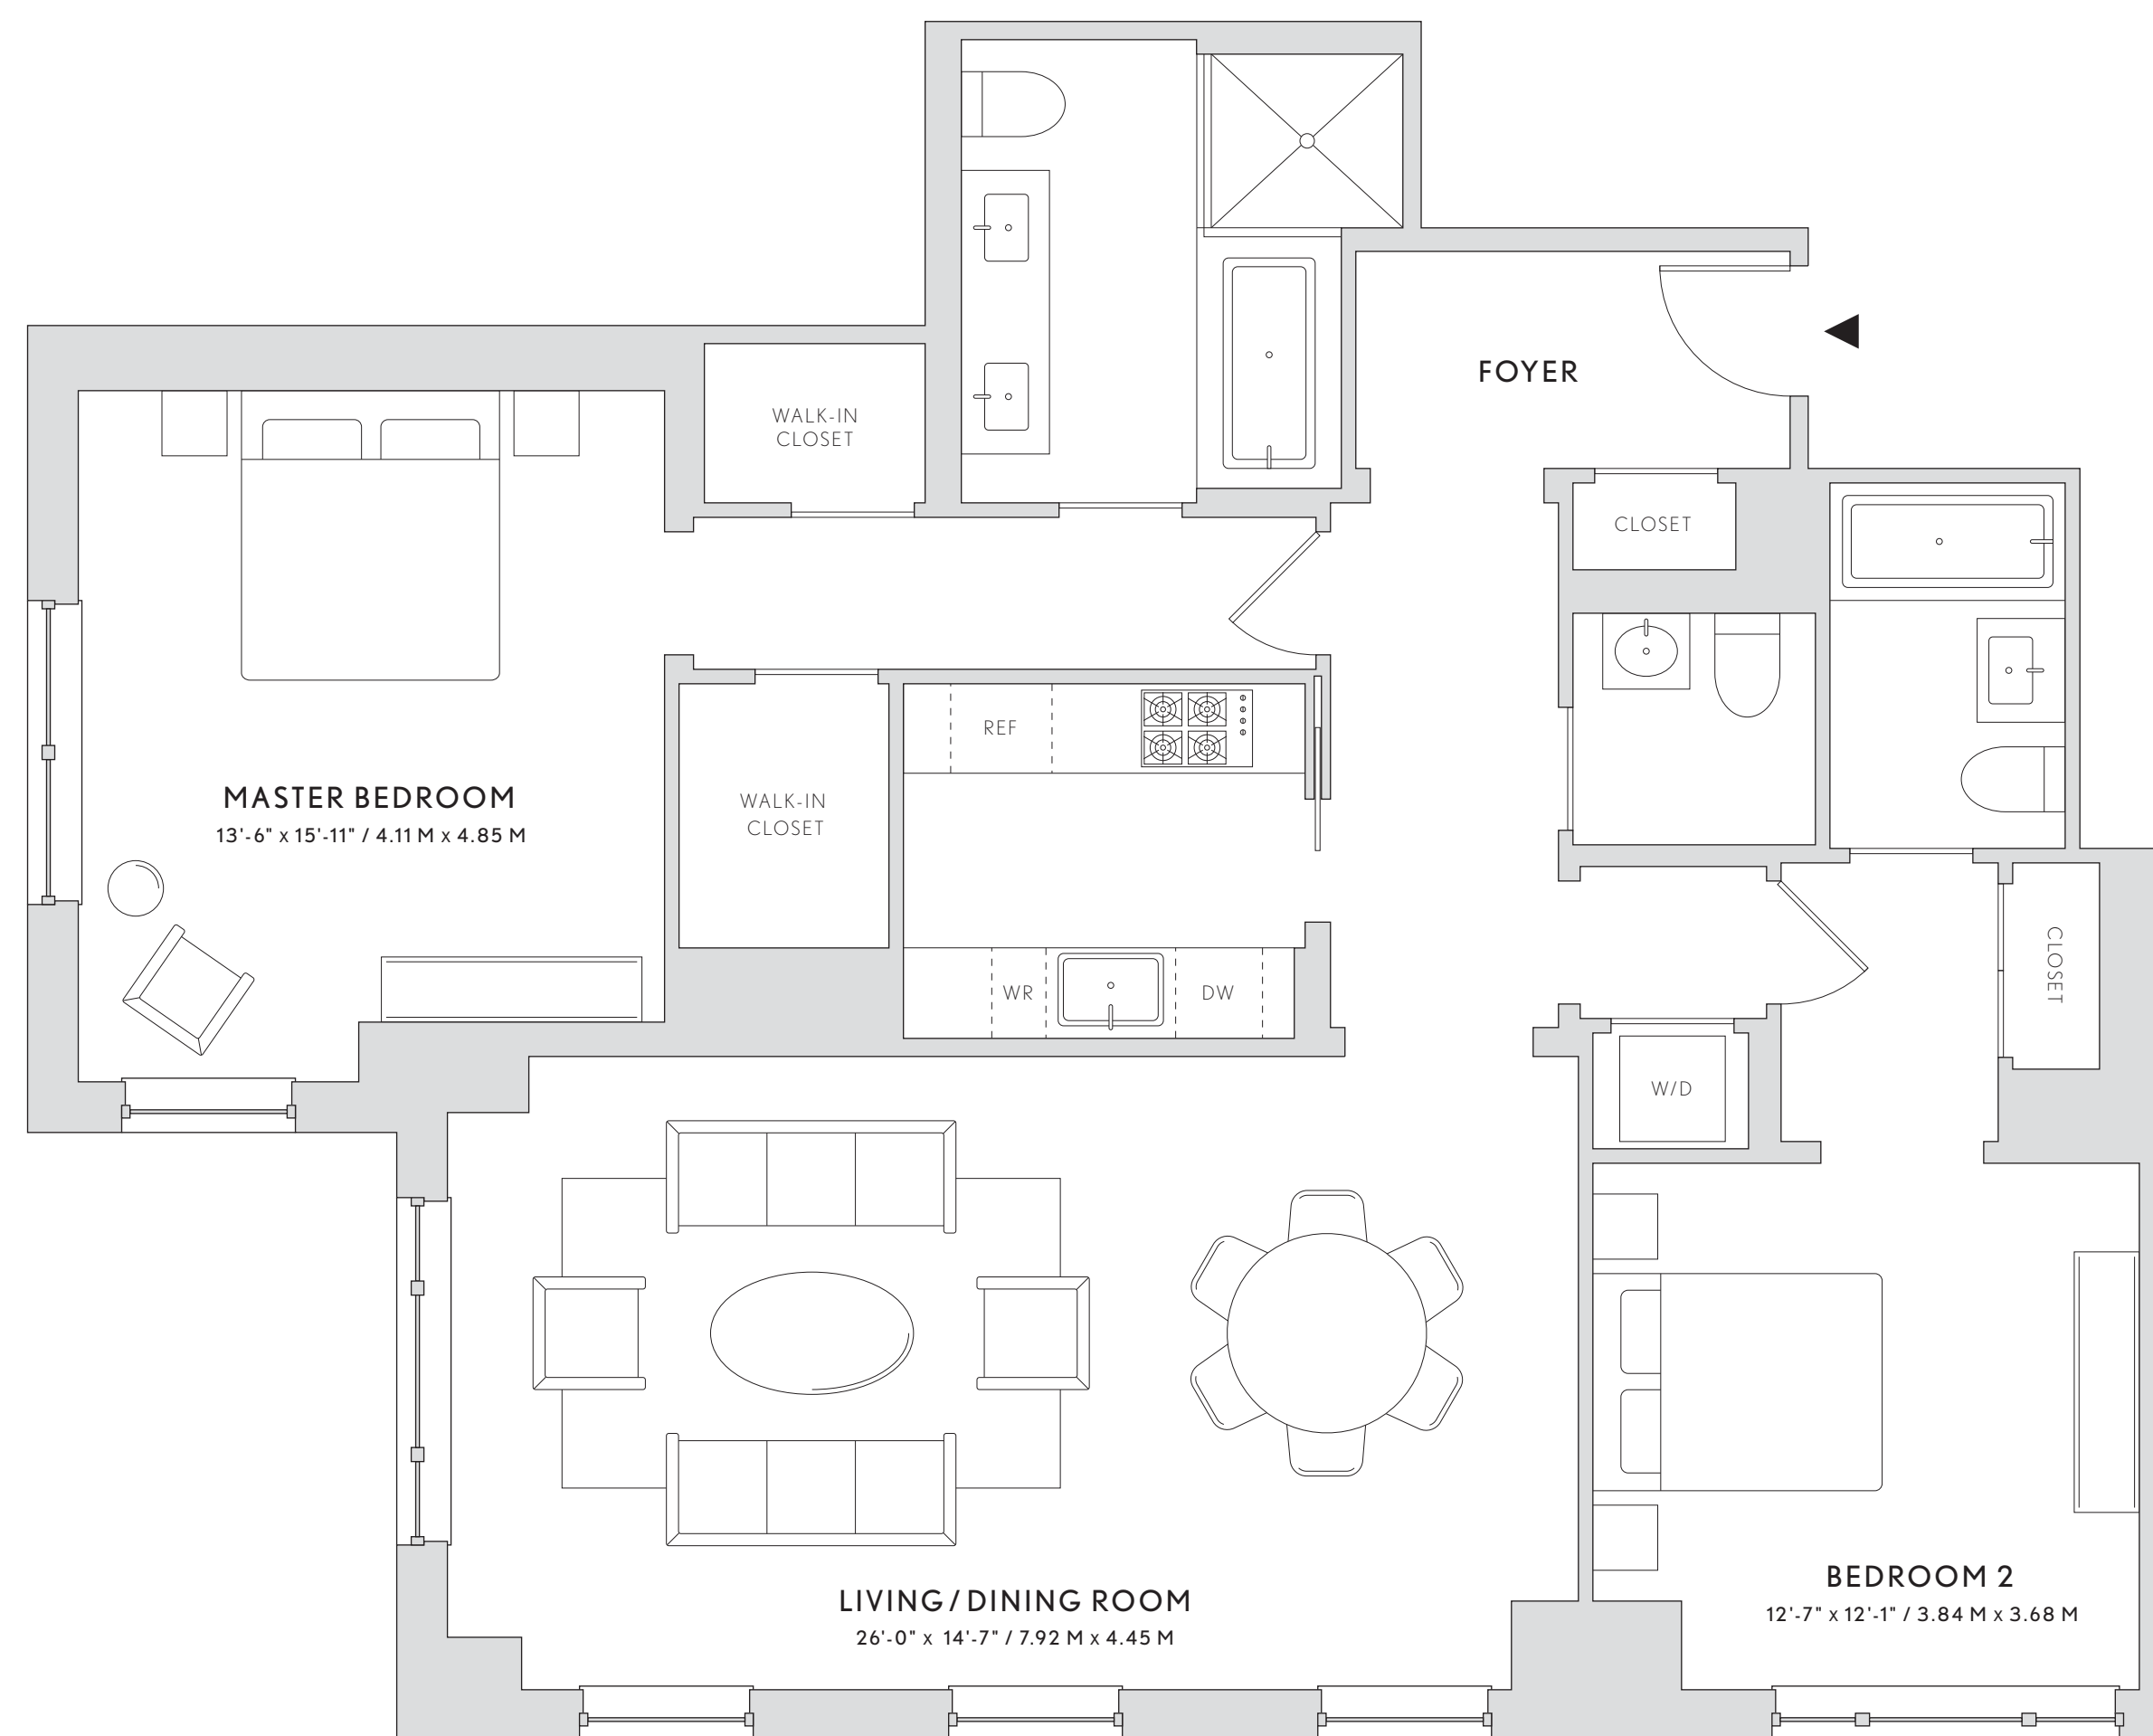 FOYER
WALK-IN
CLOSET
CLOSET
REF
MASTER BEDROOM
13'-6" x 15'-11" / 4.11 M x 4.85 M
WALK-IN
CLOSET
CLOSET
WR
DW
W/D
BEDROOM 2
12'-7" x 12'-1" / 3.84 M x 3.68 M
LIVING / DINING ROOM
26'-0" x 14'-7" / 7.92 M x 4.45 M